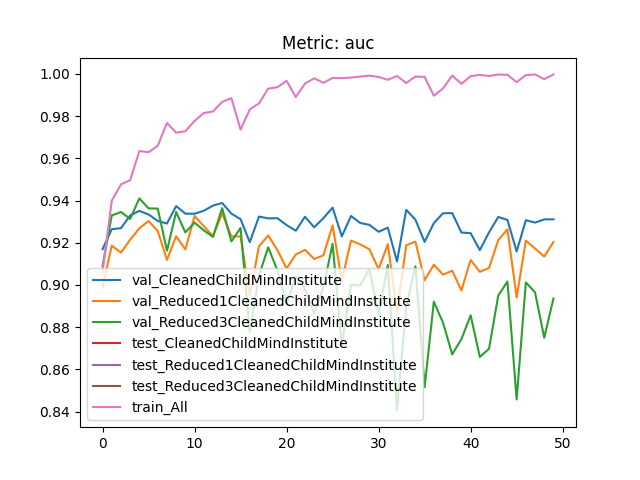 Metric: auc
1.00
0.98
0.96
0.94
0.92
0.90
0.88
0.86
0.84
val_CleanedChildMindInstitute
val_Reduced1CleanedChildMindInstitute
val_Reduced3CleanedChildMindInstitute
test_CleanedChildMindInstitute
test_Reduced1CleanedChildMindInstitute
test_Reduced3CleanedChildMindInstitute
train_All
0
10
20
30
40
50